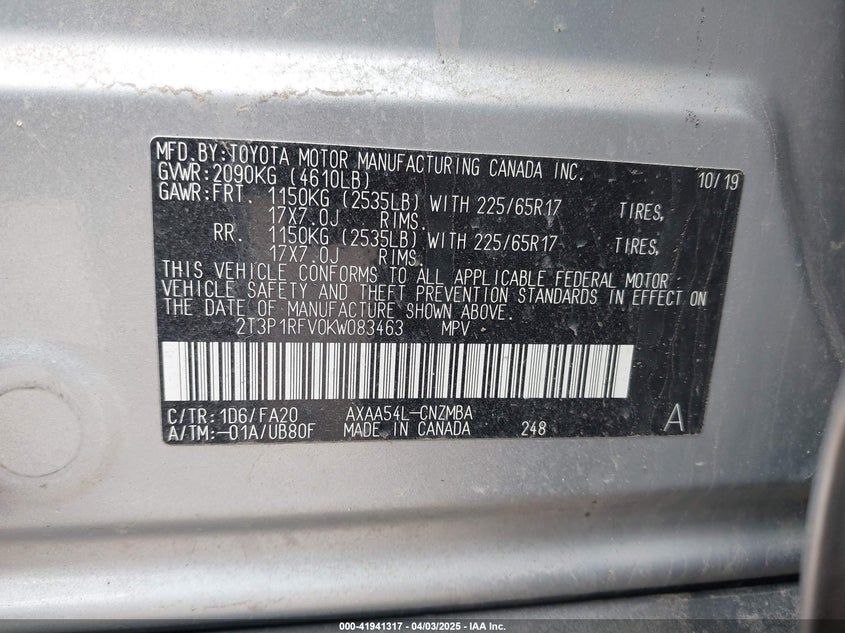 MFD.BY:TOYOTA MOTOR MANUFACTURING CANADA INC.
GVWR:2090KG (4610LB) 10/19
GAWR:FRT. 1150KG (2535LB) WITH 225/65R17 TIRES,
17X7.0J RIMS.
RR. 1150KG (2535LB) WITH 225/65R17 TIRES,
17X7.0J RIMS.
THIS VEHICLE CONFORMS TO ALL APPLICABLE FEDERAL MOTOR
VEHICLE SAFETY AND THEFT PREVENTION STANDARDS IN EFFECT ON
THE DATE OF MANUFACTURE SHOWN ABOVE.
2T3P1RFV0KW083463 MPV
C/TR:1D6/FA20 AXAA54L-CNZMBA
A/TM:-01A/UB80F MADE IN CANADA 248 A
000-41941317 - 04/03/2025 - IAA Inc.